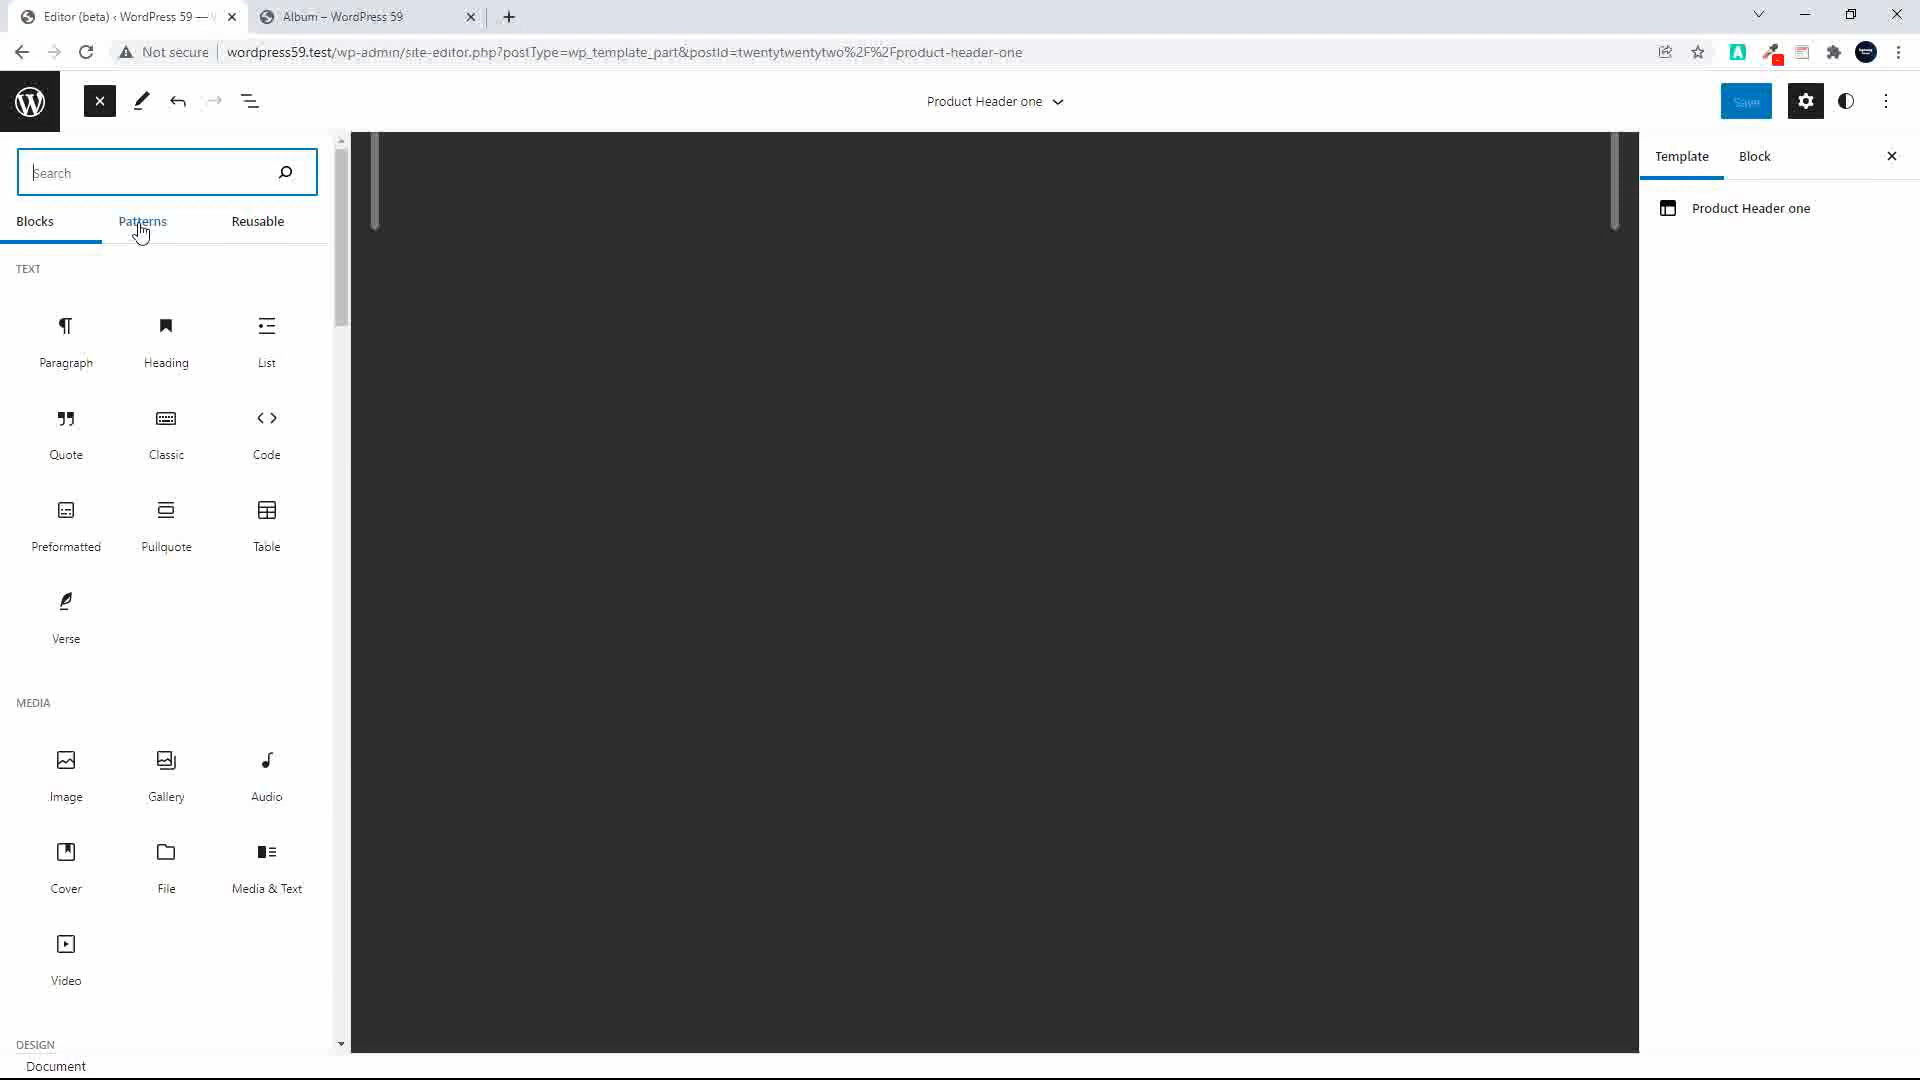 Editor (beta) ‹ WordPress 59 —
Album – WordPress 59
Not secure
wordpress59.test/wp-admin/site-editor.php?postType=wp_template_part&postId=twentytwentytwo%2F%2Fproduct-header-one
Product Header one
Save
Search
Blocks
Patterns
Reusable
TEXT
Paragraph
Heading
List
Quote
Classic
Code
Preformatted
Pullquote
Table
Verse
MEDIA
Image
Gallery
Audio
Cover
File
Media & Text
Video
DESIGN
Document
Template
Block
Product Header one